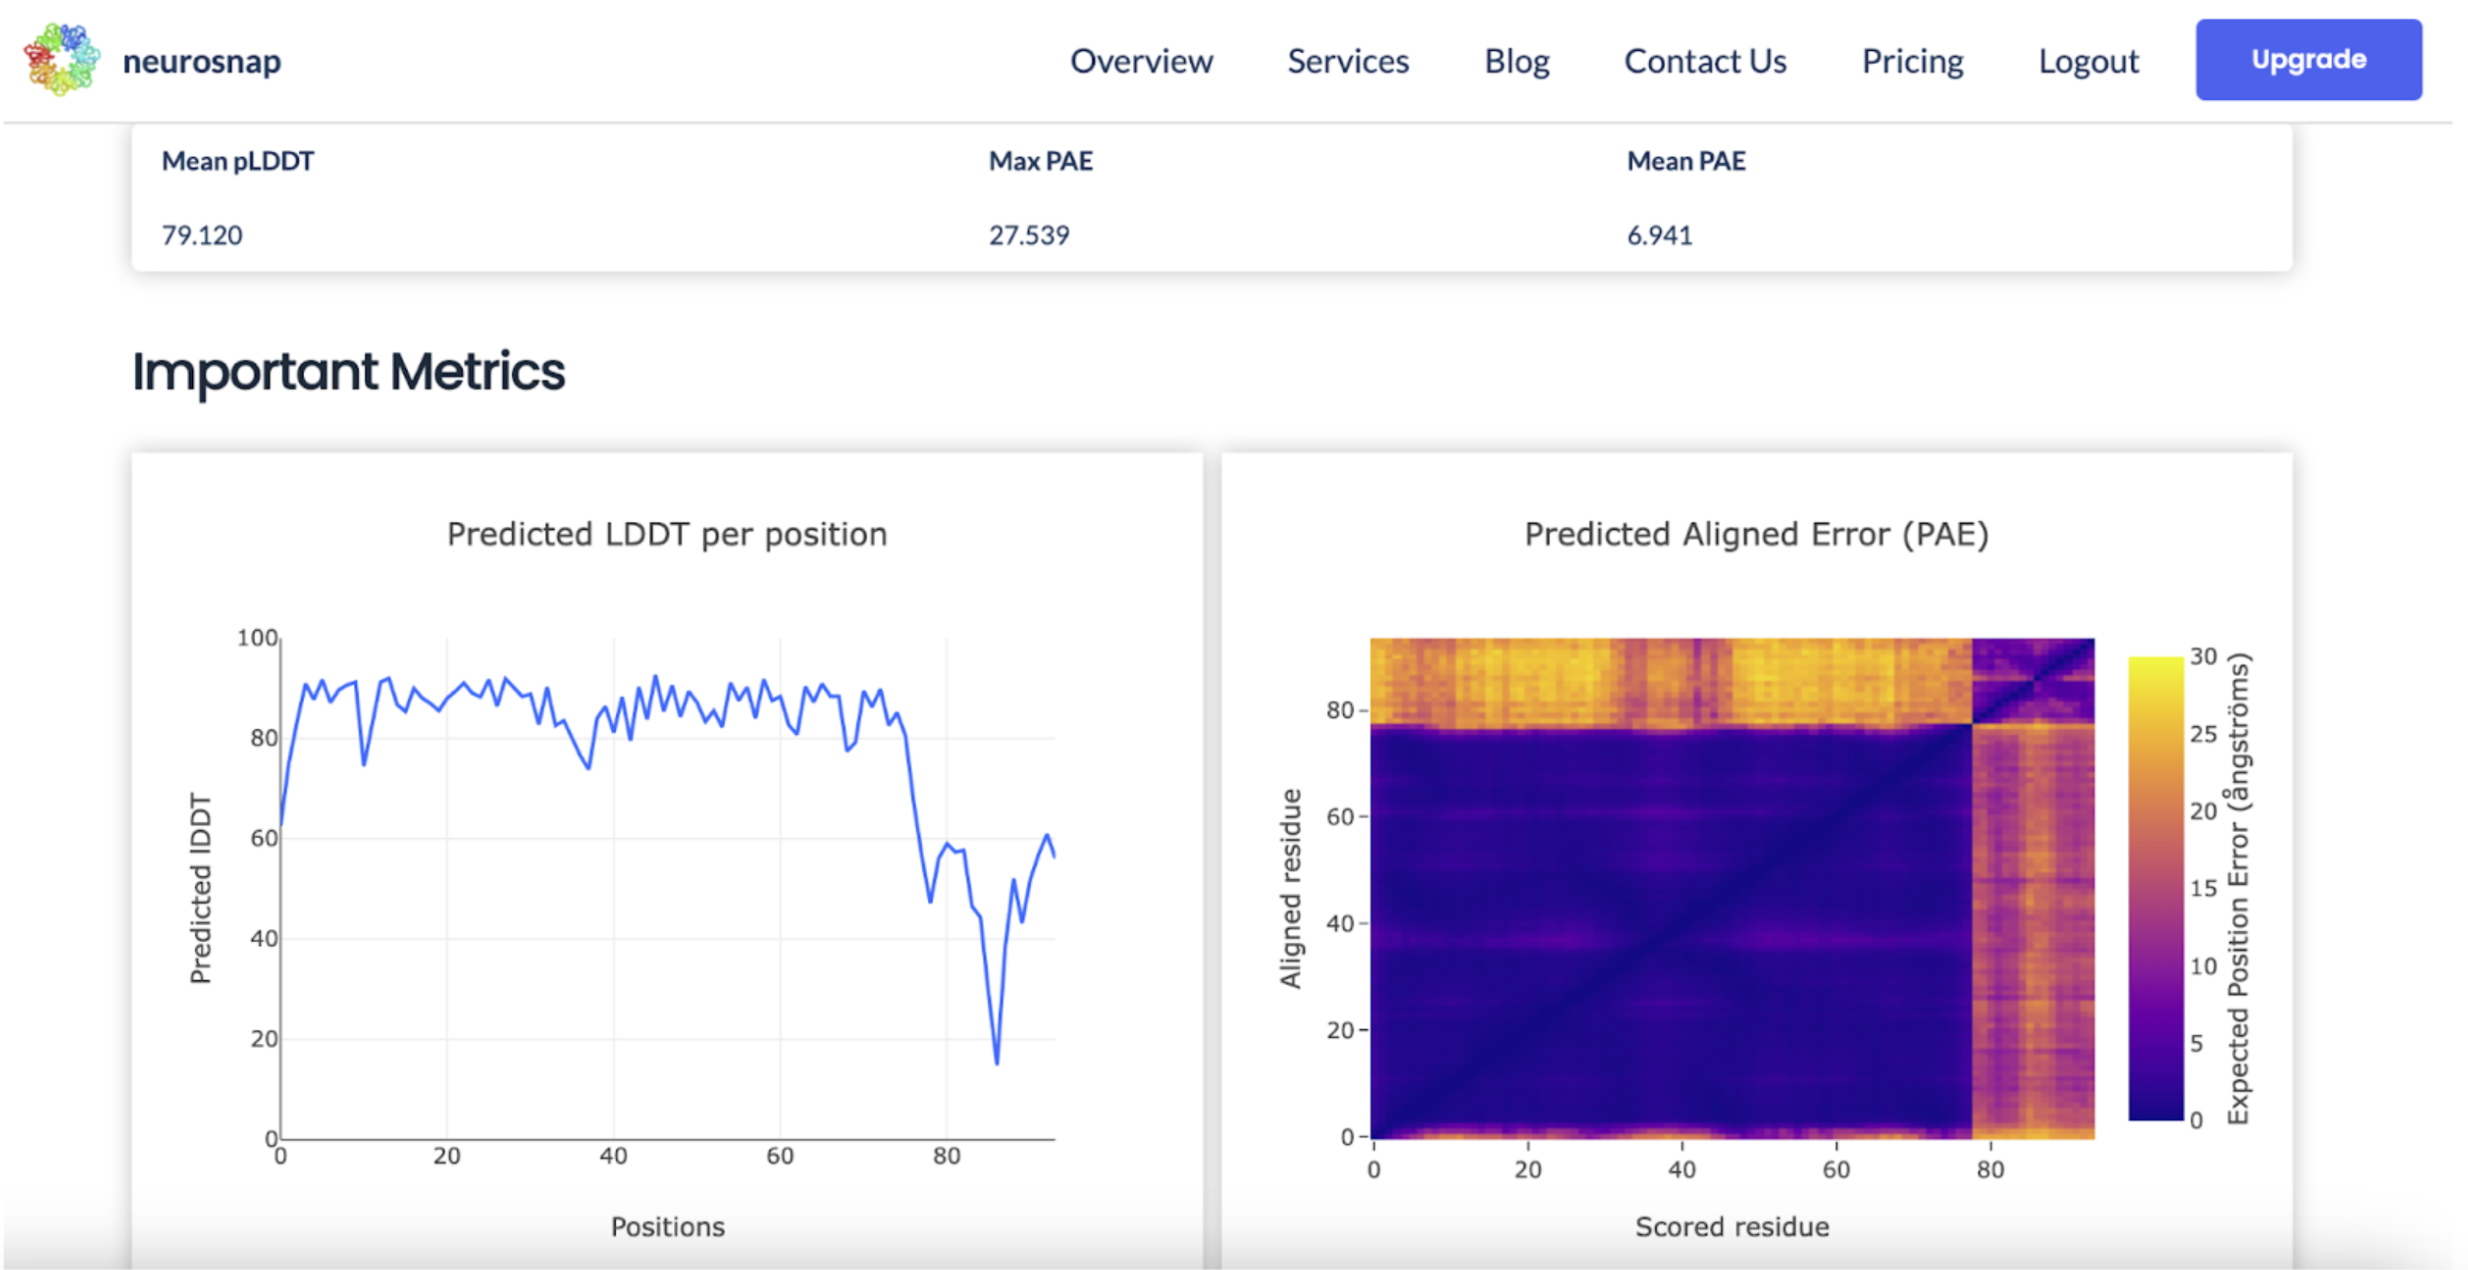 neurosnap Overview Services Blog Contact Us Pricing Logout Upgrade
Mean pLDDT Max PAE Mean PAE
79.120 27.539 6.941
Important Metrics
Predicted LDDT per position
100
80
60
40
20
0
0 20 40 60 80
Predicted lDDT
Positions
Predicted Aligned Error (PAE)
80
60
40
20
0
0 20 40 60 80
Aligned residue
Scored residue
30
25
20
15
10
5
0
Expected Position Error (ångströms)